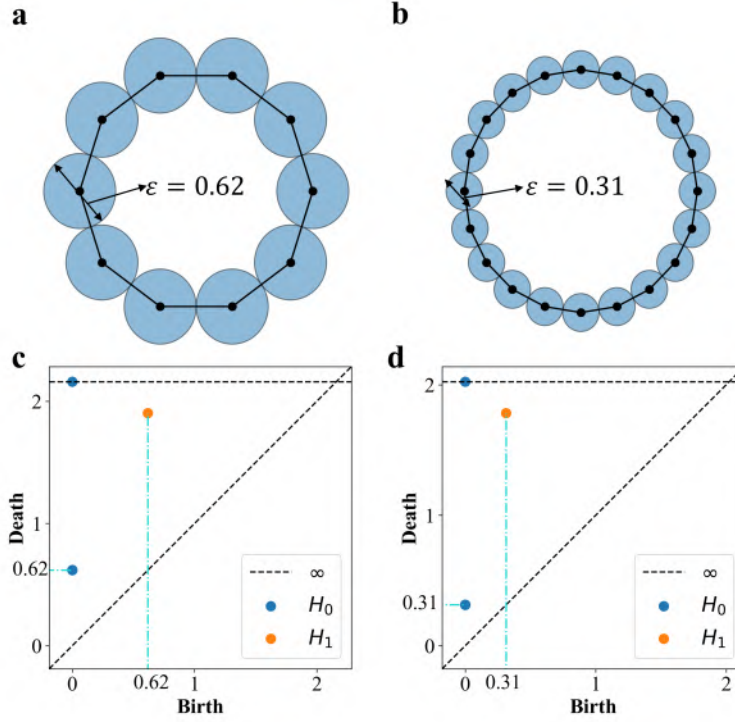 a
b
ε = 0.62
ε = 0.31
c
d
2
1
0.62
0
Death
∞
H₀
H₁
0
0.62
1
2
Birth
2
1
0.31
0
Death
∞
H₀
H₁
0
0.31
1
2
Birth